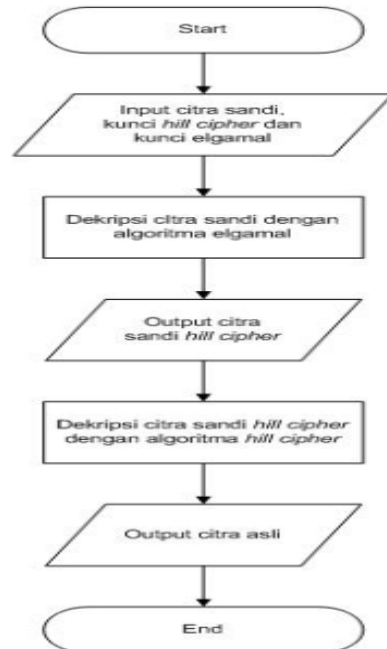 Start
Input citra sandi,
kunci hill cipher dan
kunci elgamal
Dekripsi citra sandi dengan
algoritma elgamal
Output citra
sandi hill cipher
Dekripsi citra sandi hill cipher
dengan algoritma hill cipher
Output citra asli
End